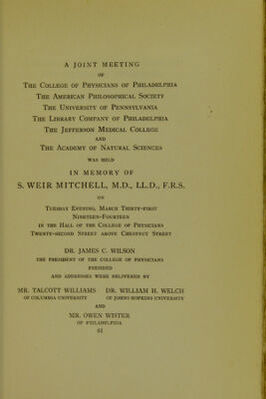 A JOINT MEETING
OF
THE COLLEGE OF PHYSICIANS OF PHILADELPHIA
THE AMERICAN PHILOSOPHICAL SOCIETY
THE UNIVERSITY OF PENNSYLVANIA
THE LIBRARY COMPANY OF PHILADELPHIA
THE JEFFERSON MEDICAL COLLEGE
AND
THE ACADEMY OF NATURAL SCIENCES
WAS HELD
IN MEMORY OF
S. WEIR MITCHELL, M.D., LL.D., F.R.S.
ON
TUESDAY EVENING, MARCH THIRTY-FIRST
NINETEEN-FOURTEEN
IN THE HALL OF THE COLLEGE OF PHYSICIANS
TWENTY-SECOND STREET ABOVE CHESTNUT STREET
DR. JAMES C. WILSON
THE PRESIDENT OF THE COLLEGE OF PHYSICIANS
PRESIDED
AND ADDRESSES WERE DELIVERED BY
MR. TALCOTT WILLIAMS DR. WILLIAM H. WELCH
OF COLUMBIA UNIVERSITY OF JOHNS HOPKINS UNIVERSITY
AND
MR. OWEN WISTER
OF PHILADELPHIA
61